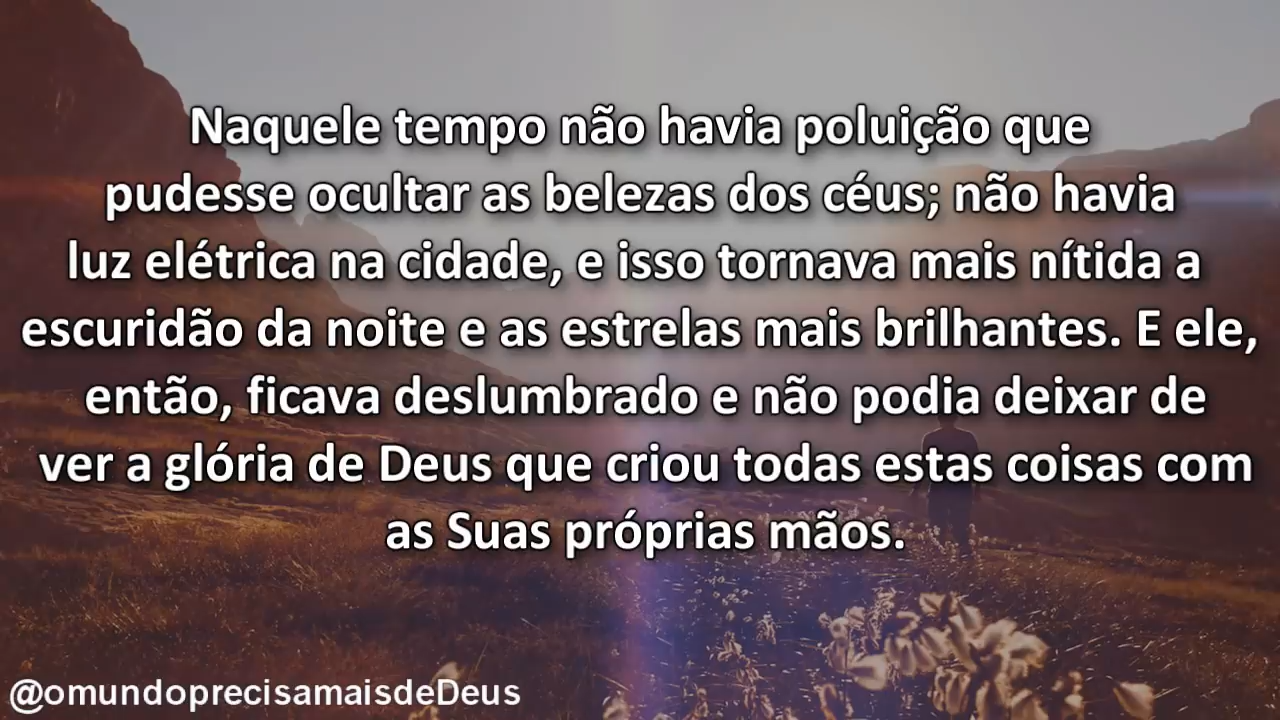 Naquele tempo não havia poluição que
pudesse ocultar as belezas dos céus; não havia
luz elétrica na cidade, e isso tornava mais nítida a
escuridão da noite e as estrelas mais brilhantes. E ele,
então, ficava deslumbrado e não podia deixar de
ver a glória de Deus que criou todas estas coisas com
as Suas próprias mãos.
@omundoprecisamaisdeDeus